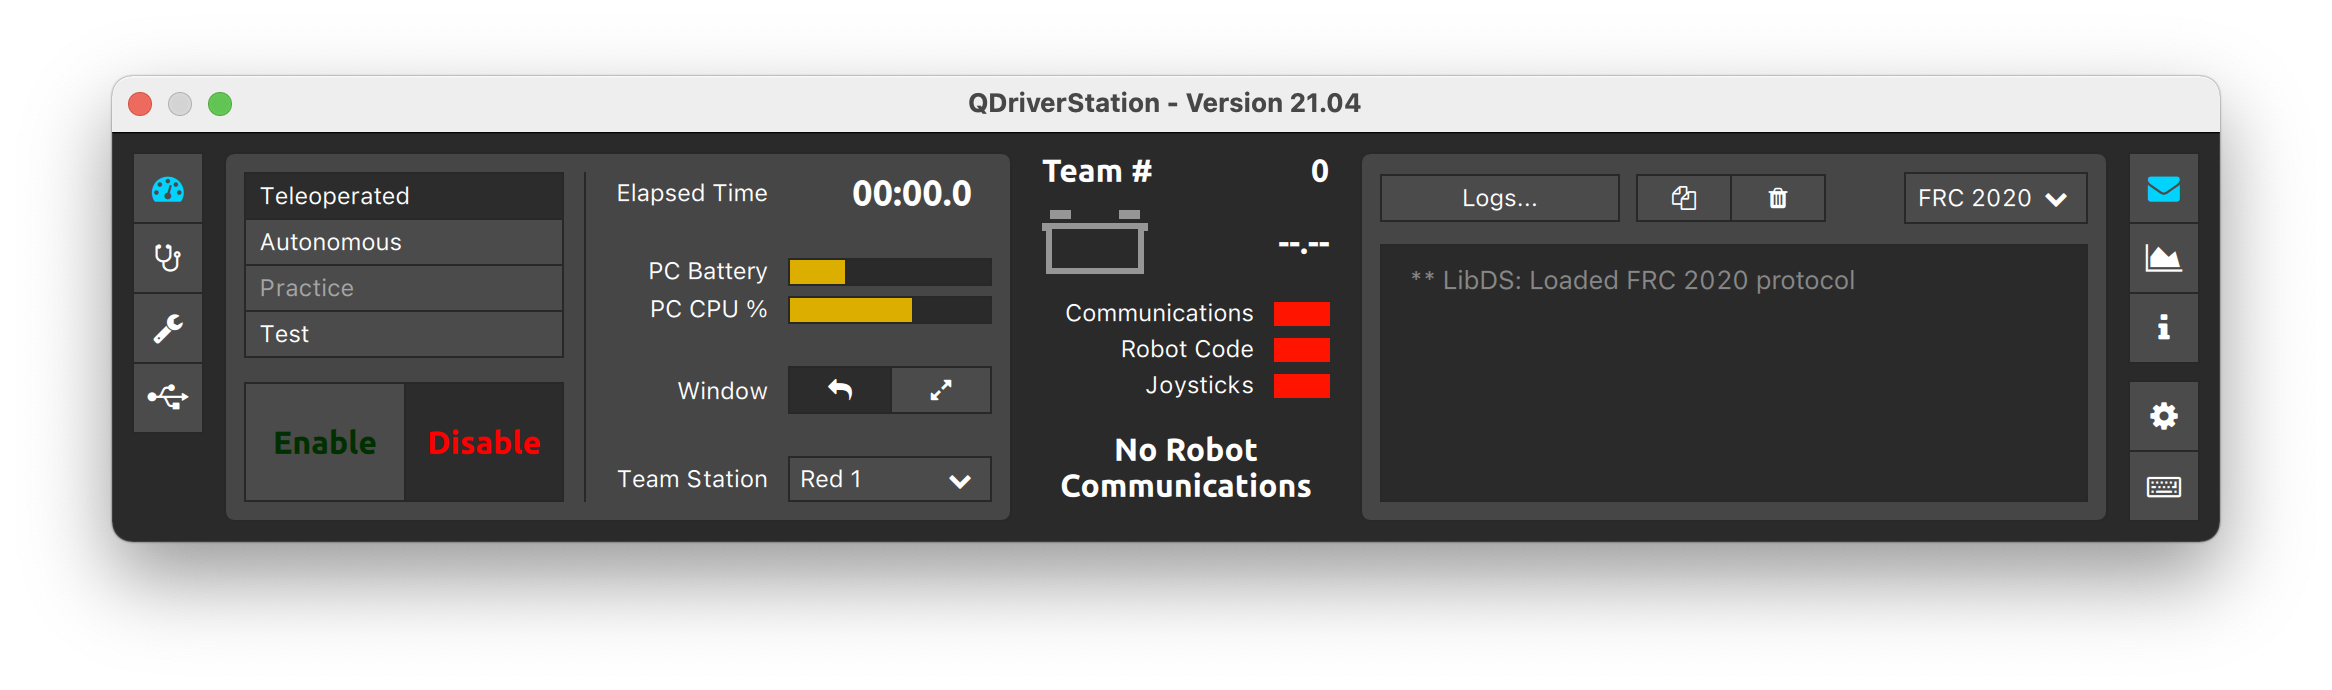 QDriverStation - Version 21.04
Teleoperated
Autonomous
Practice
Test
Enable
Disable
Elapsed Time
00:00.0
PC Battery
PC CPU %
Window
Team Station
Red 1
Team #
0
--.--
Communications
Robot Code
Joysticks
No Robot
Communications
Logs...
FRC 2020
** LibDS: Loaded FRC 2020 protocol